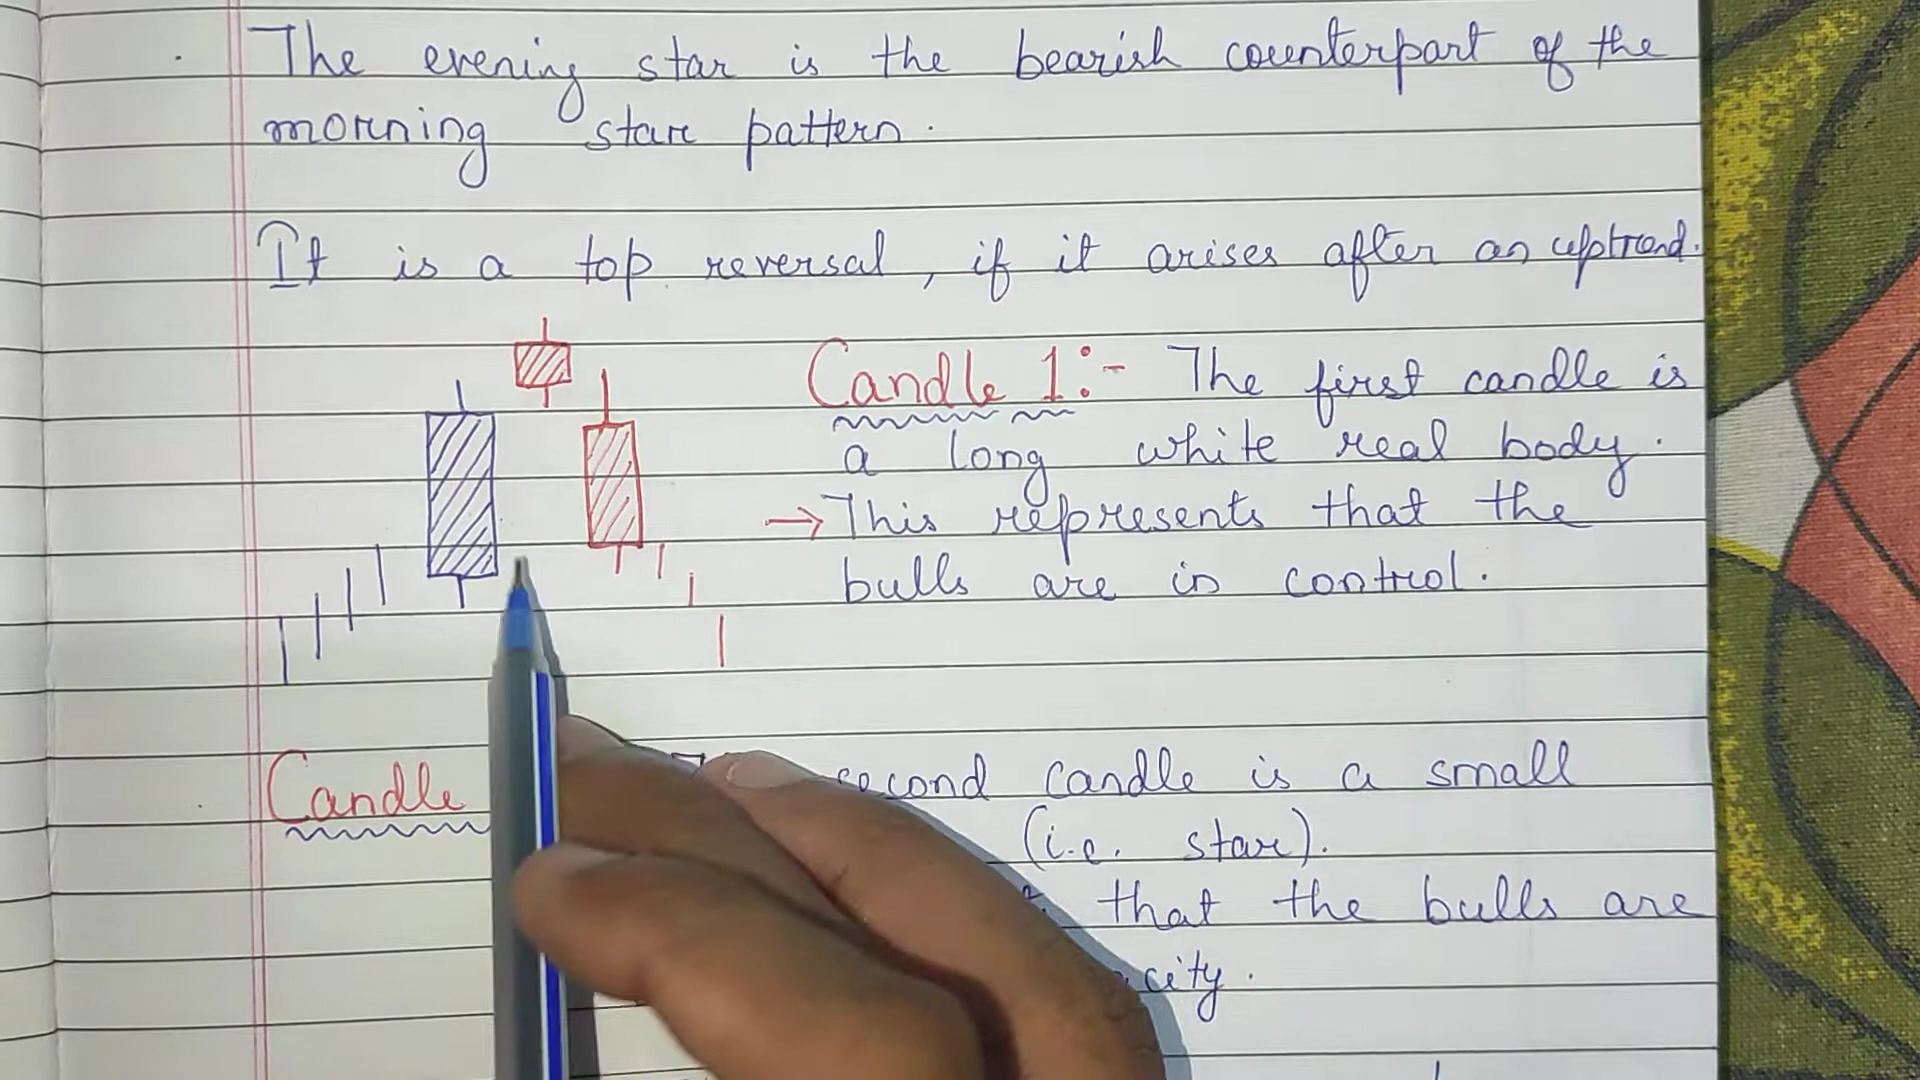 The evening star is the bearish counterpart of the
morning star pattern.
It is a top reversal, if it arises after an uptrend.
Candle 1:- The first candle is
a long white real body.
→ This represents that the
bulls are in control.
Candle second candle is a small
(i.e. star).
that the bulls are
city.